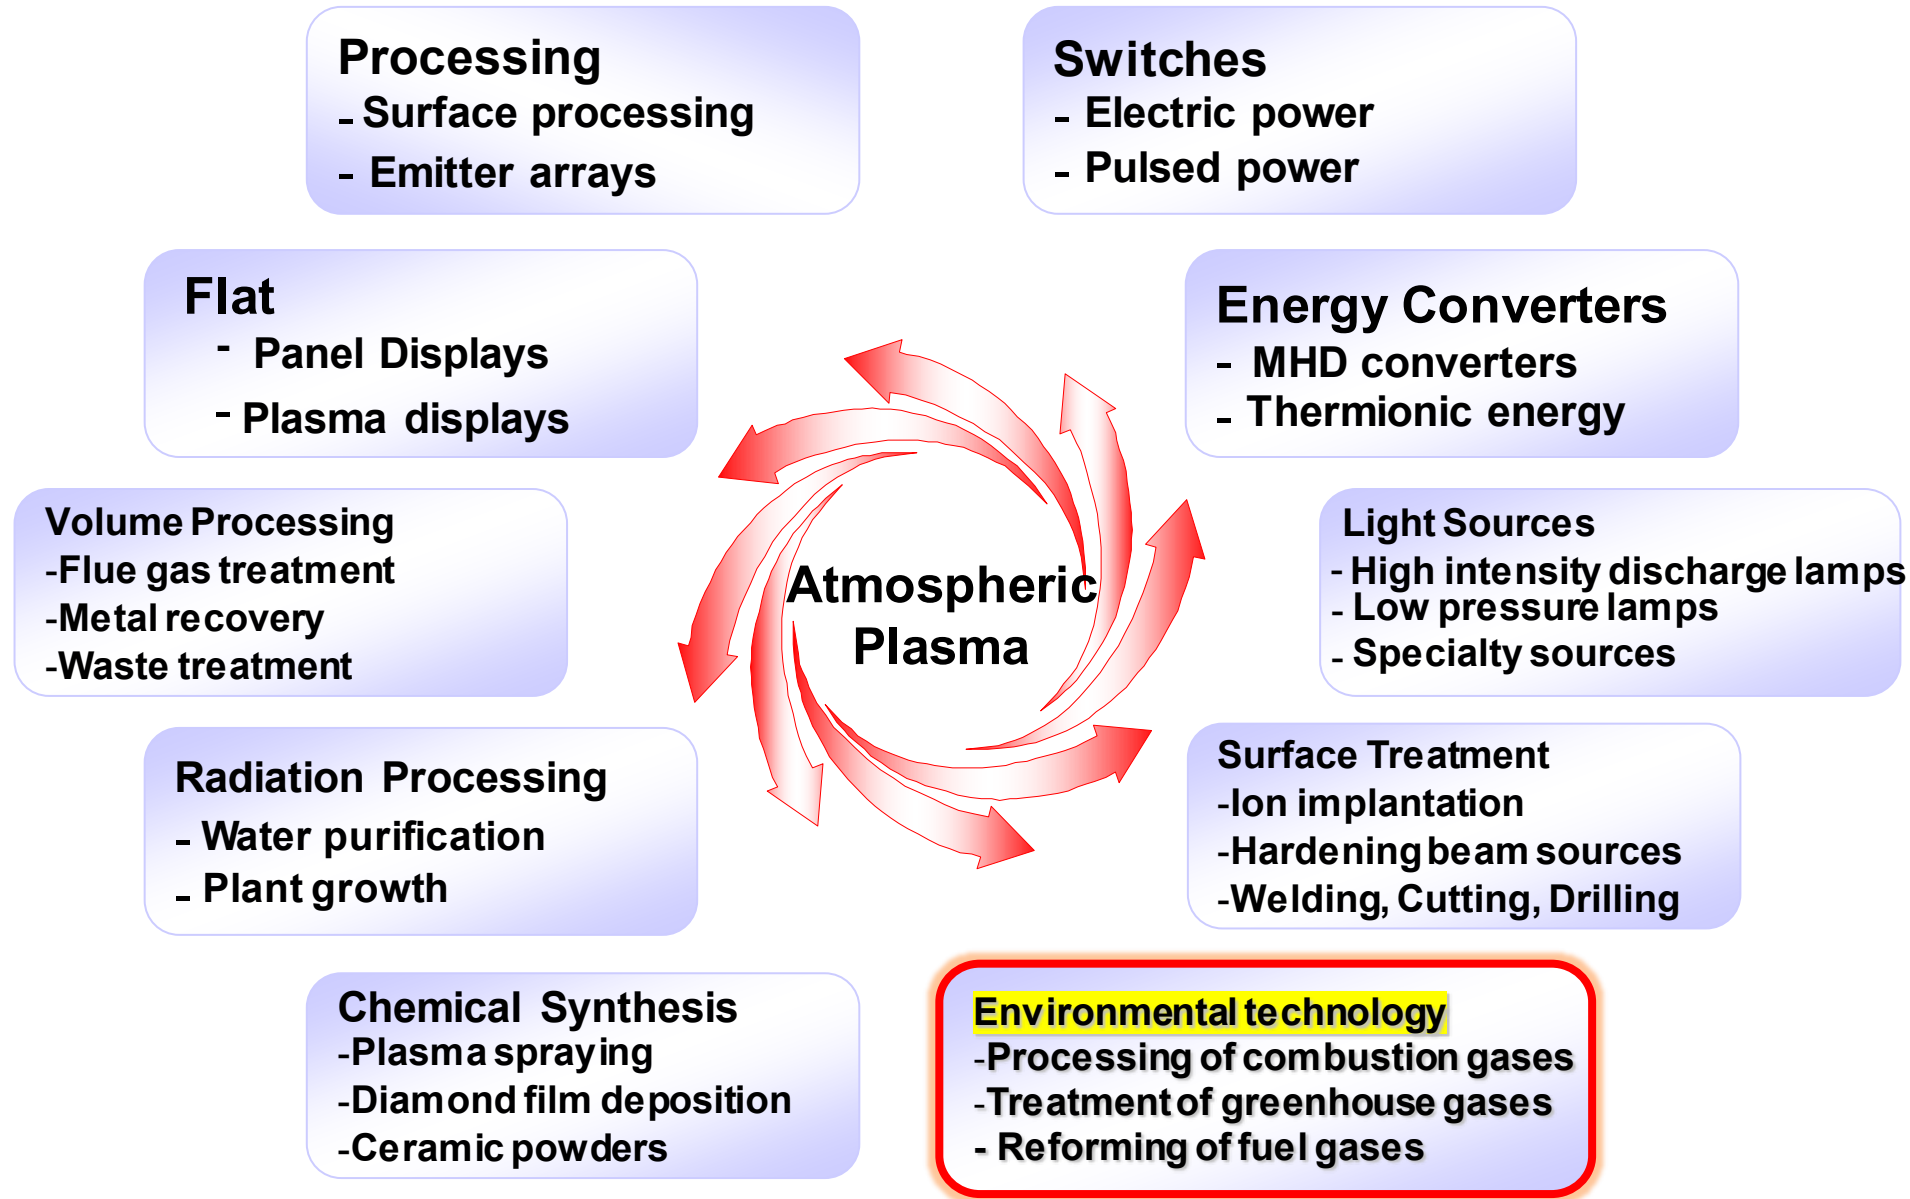 Processing
- Surface processing
- Emitter arrays
Switches
- Electric power
- Pulsed power
Flat
- Panel Displays
- Plasma displays
Energy Converters
- MHD converters
- Thermionic energy
Volume Processing
-Flue gas treatment
-Metal recovery
-Waste treatment
Atmospheric
Plasma
Light Sources
- High intensity discharge lamps
- Low pressure lamps
- Specialty sources
Radiation Processing
- Water purification
- Plant growth
Surface Treatment
-Ion implantation
-Hardening beam sources
-Welding, Cutting, Drilling
Chemical Synthesis
-Plasma spraying
-Diamond film deposition
-Ceramic powders
Environmental technology
-Processing of combustion gases
-Treatment of greenhouse gases
- Reforming of fuel gases